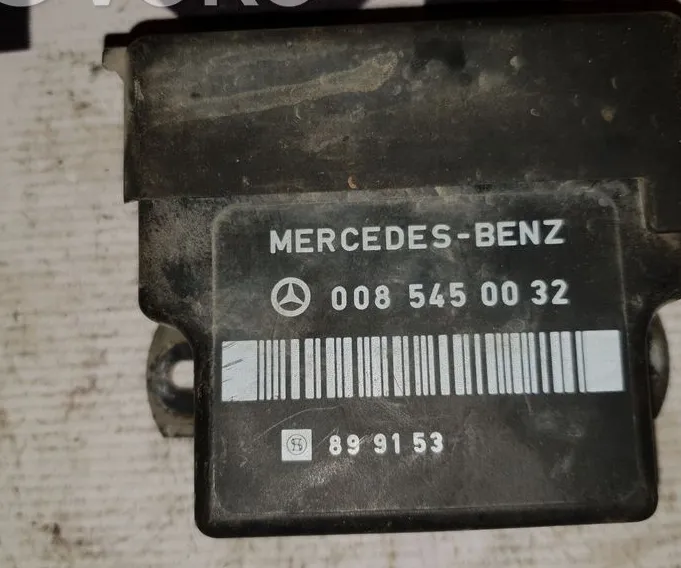 MERCEDES-BENZ
008 545 00 32
89 91 53